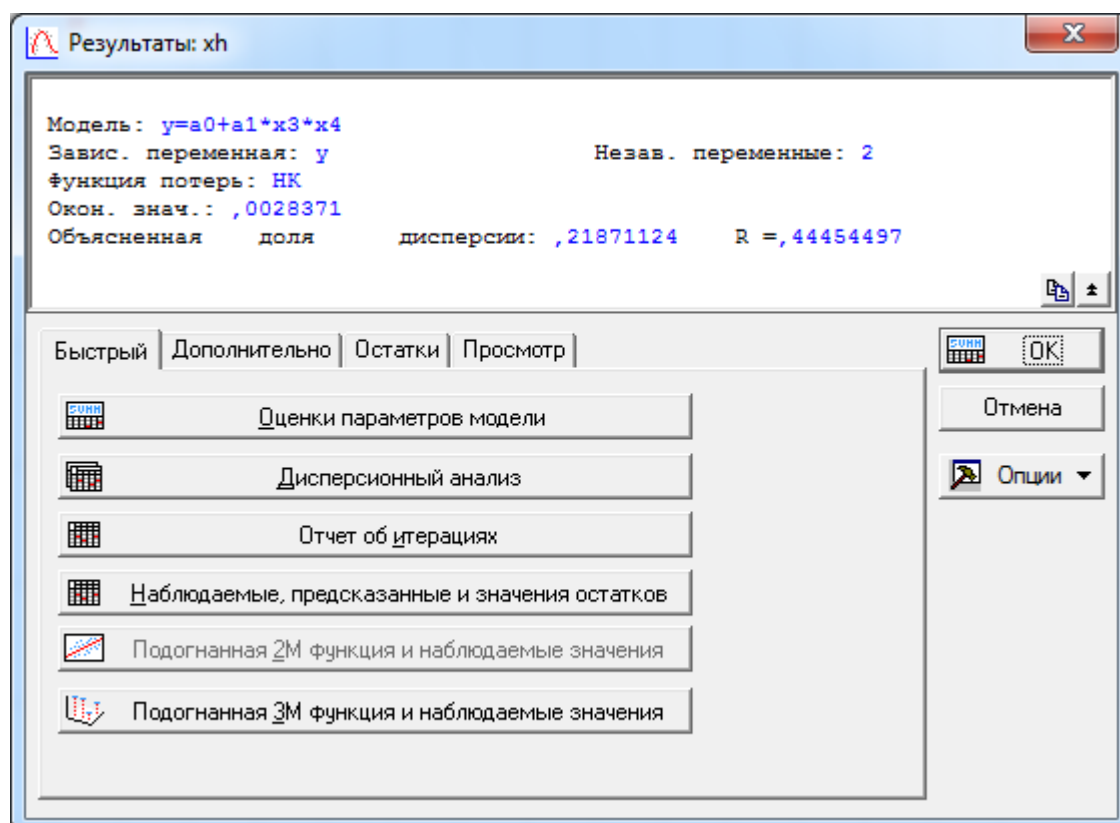 Результаты: xh
Модель: y=a0+a1*x3*x4
Завис. переменная: y Незав. переменные: 2
Функция потерь: НК
Окон. знач.: ,0028371
Объясненная доля дисперсии: ,21871124 R =,44454497
Быстрый Дополнительно Остатки Просмотр
OK
Оценки параметров модели
Отмена
Дисперсионный анализ
Опции
Отчет об итерациях
Наблюдаемые, предсказанные и значения остатков
Подогнанная 2М функция и наблюдаемые значения
Подогнанная 3М функция и наблюдаемые значения